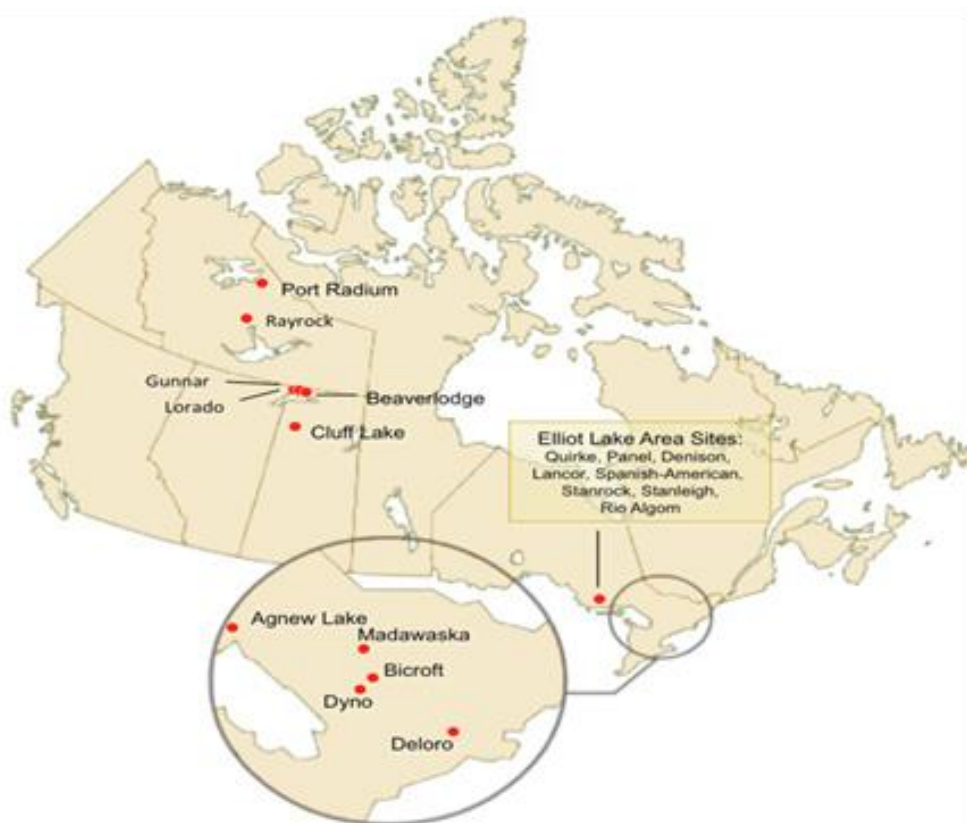 Port Radium
Rayrock
Gunnar
Lorado
Beaverlodge
Cluff Lake
Elliot Lake Area Sites:
Quirke, Panel, Denison,
Lancor, Spanish-American,
Stanrock, Stanleigh,
Rio Algom
Agnew Lake
Madawaska
Bicroft
Dyno
Deloro